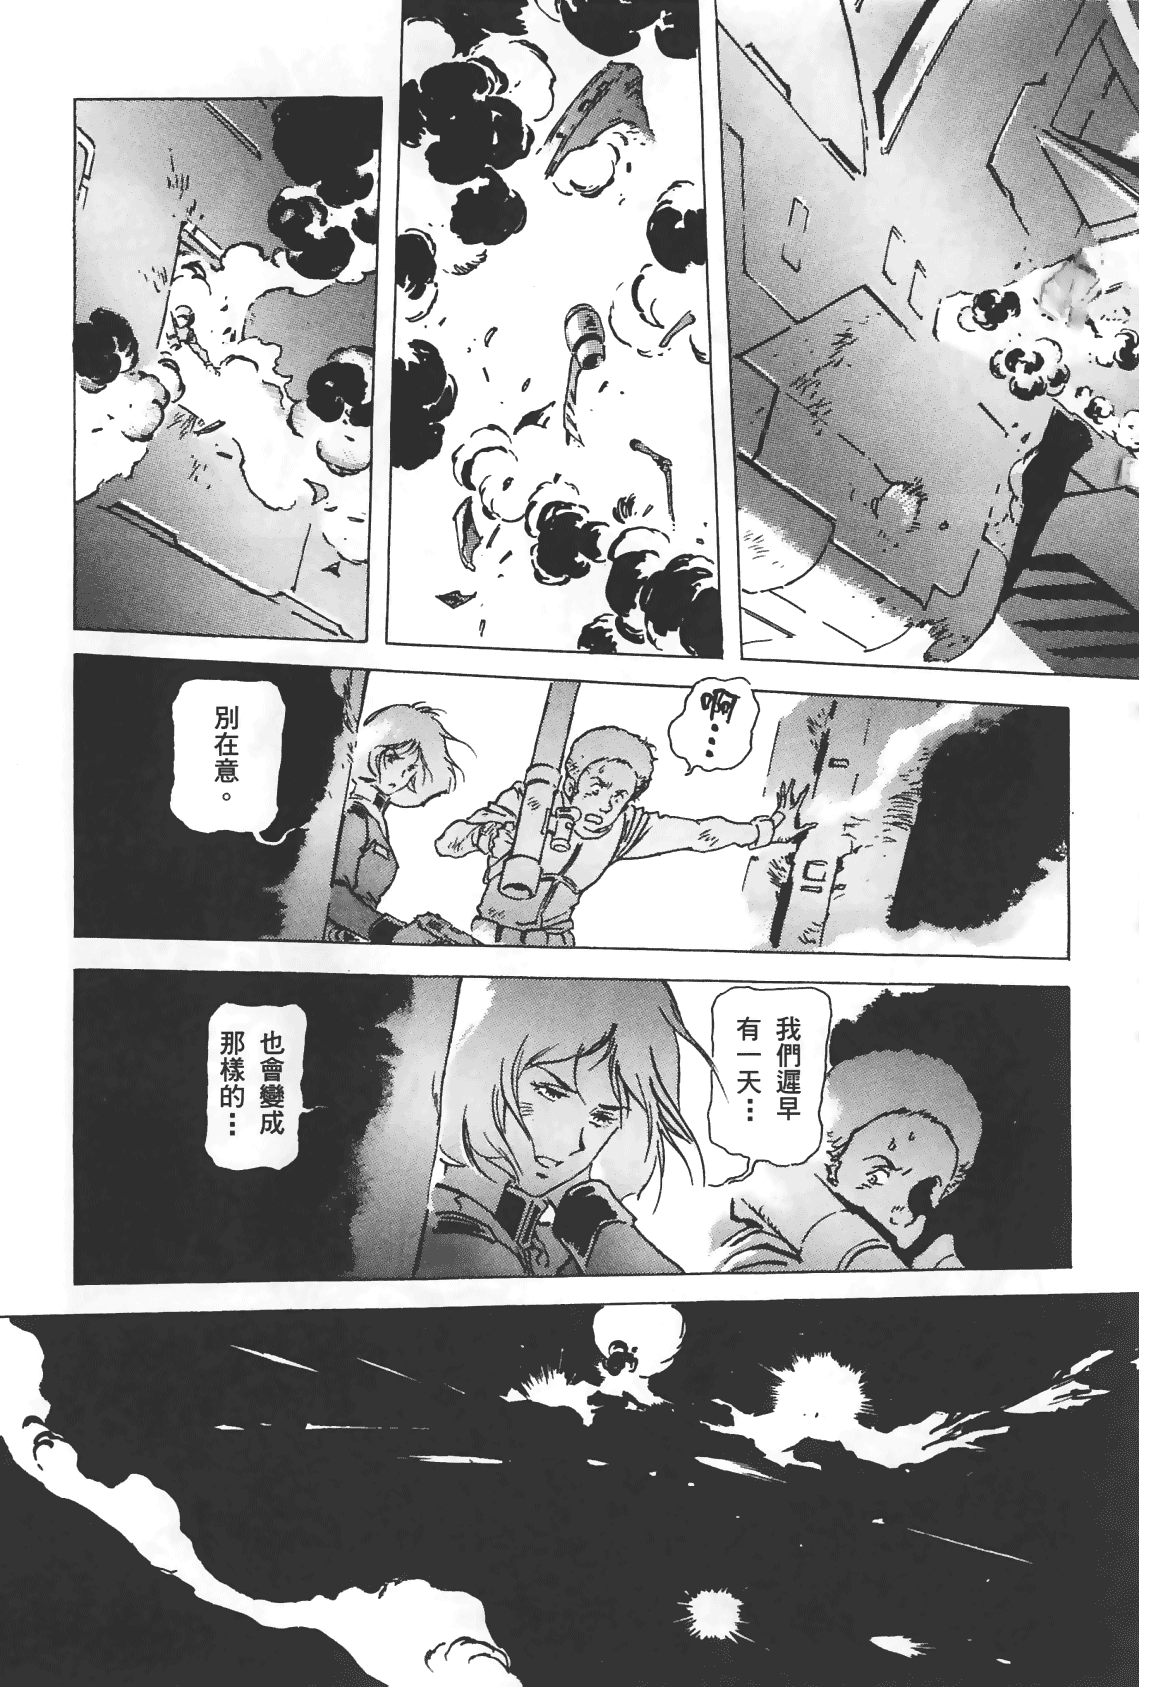 啊…
別在意。
我們遲早
有一天…
也會變成
那樣的…